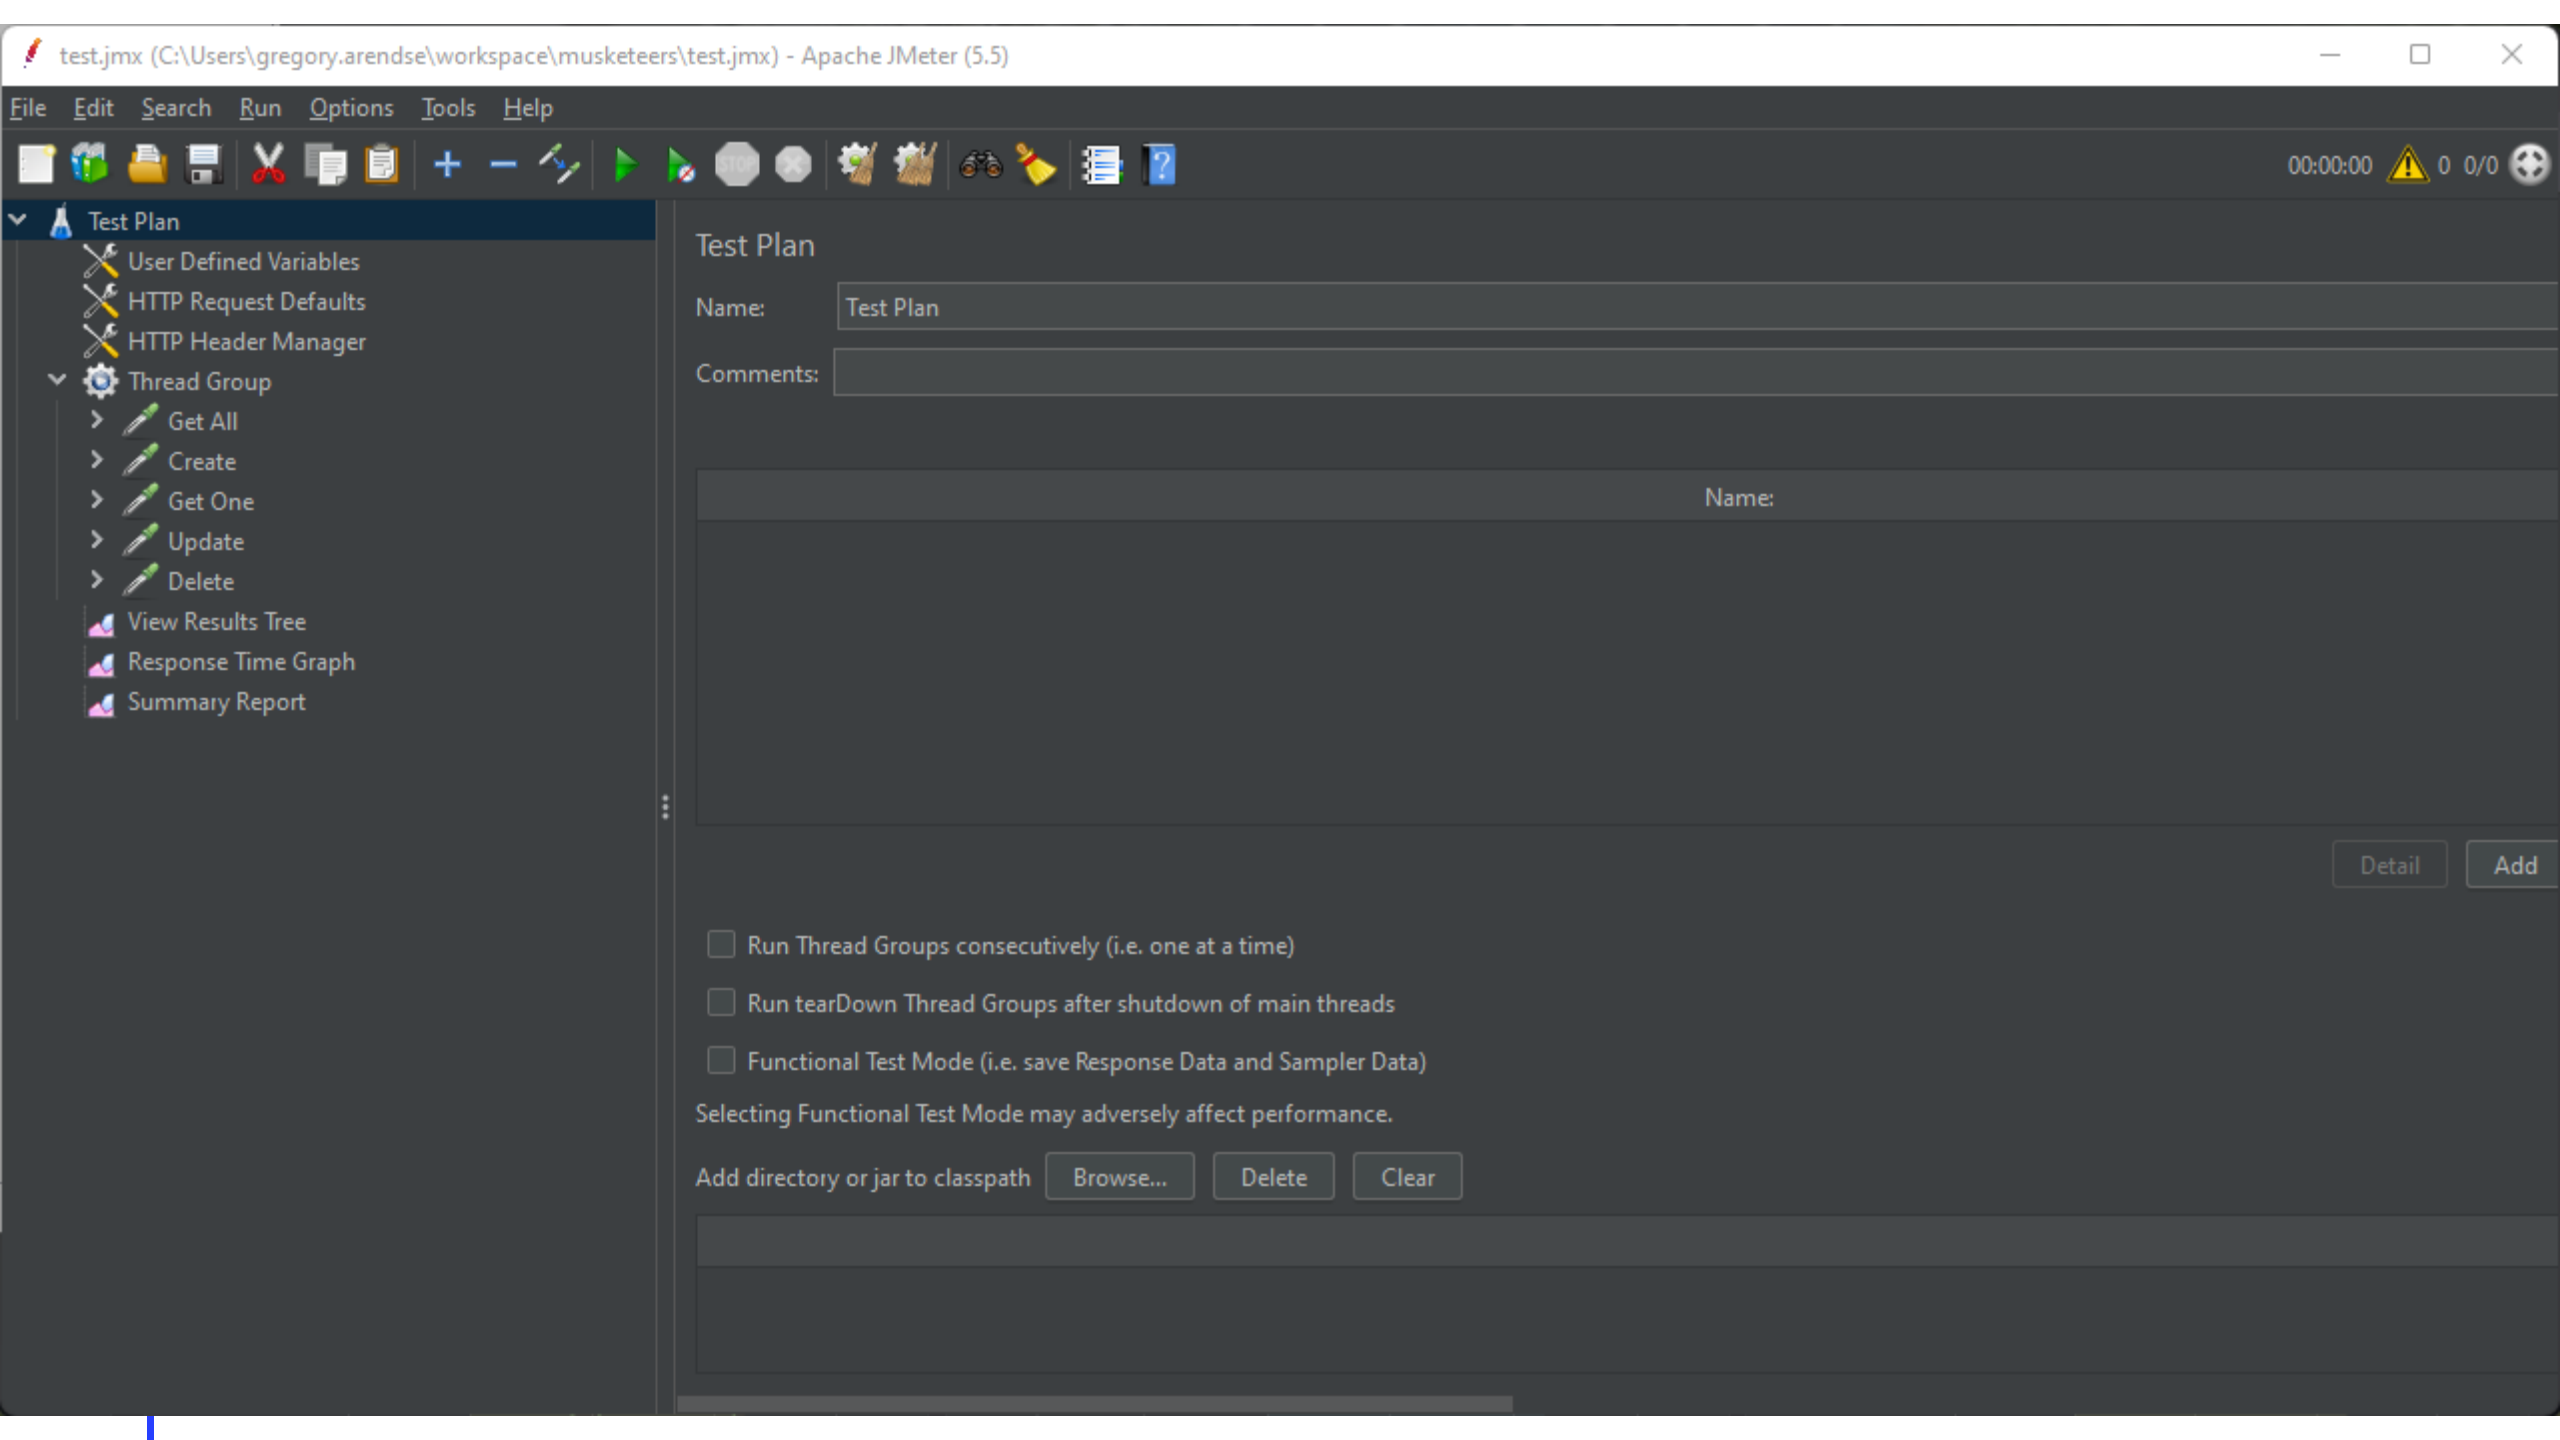 test.jmx (C:\Users\gregory.arendse\workspace\musketeers\test.jmx) - Apache JMeter (5.5)
File Edit Search Run Options Tools Help
STOP
00:00:00 0 0/0
Test Plan
User Defined Variables
HTTP Request Defaults
HTTP Header Manager
Thread Group
Get All
Create
Get One
Update
Delete
View Results Tree
Response Time Graph
Summary Report
Test Plan
Name: Test Plan
Comments:
Name:
Detail Add
Run Thread Groups consecutively (i.e. one at a time)
Run tearDown Thread Groups after shutdown of main threads
Functional Test Mode (i.e. save Response Data and Sampler Data)
Selecting Functional Test Mode may adversely affect performance.
Add directory or jar to classpath Browse... Delete Clear